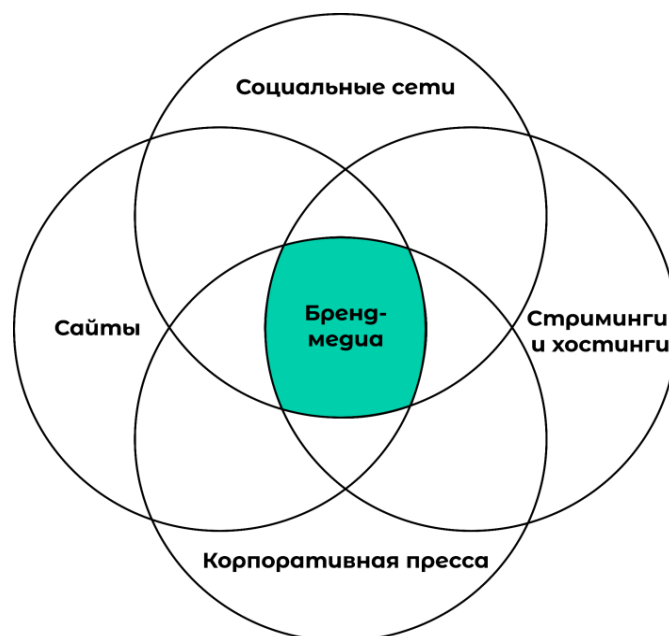 Социальные сети
Бренд-
медиа
Сайты
Стриминги
и хостинги
Корпоративная пресса